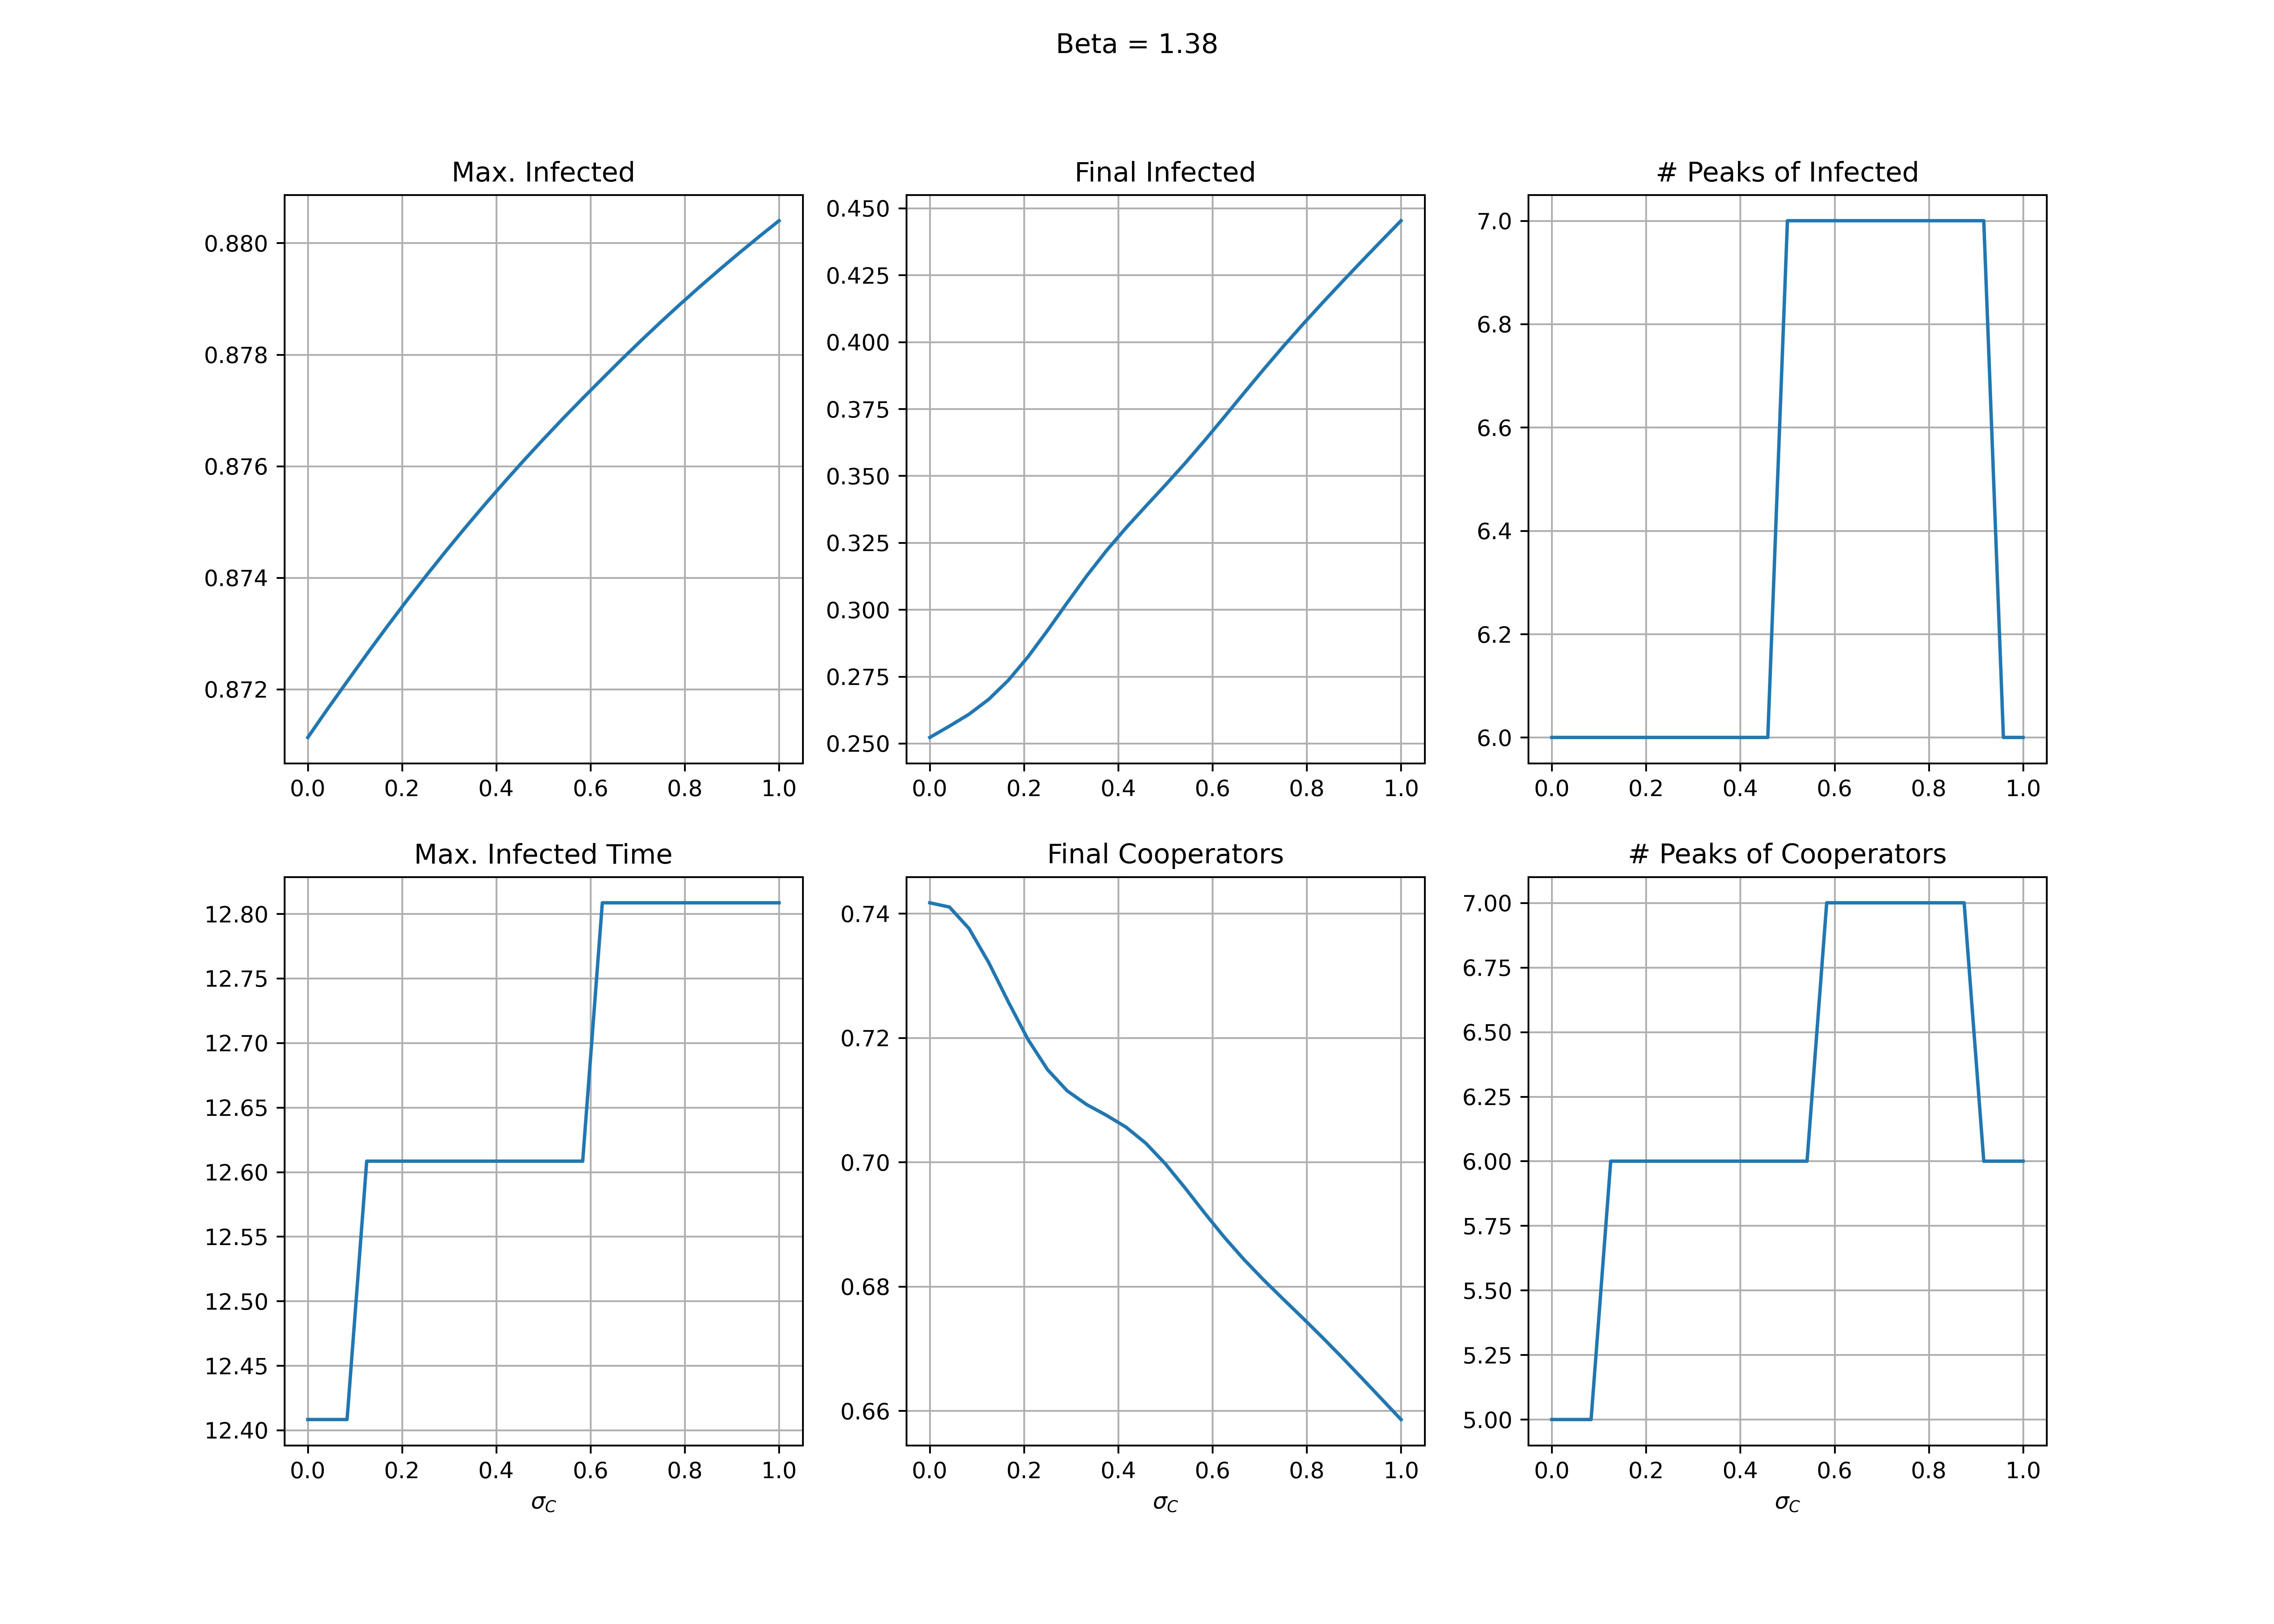 Beta = 1.38
Max. Infected
0.880
0.878
0.876
0.874
0.872
0.0 0.2 0.4 0.6 0.8 1.0
Final Infected
0.450
0.425
0.400
0.375
0.350
0.325
0.300
0.275
0.250
0.0 0.2 0.4 0.6 0.8 1.0
# Peaks of Infected
7.0
6.8
6.6
6.4
6.2
6.0
0.0 0.2 0.4 0.6 0.8 1.0
Max. Infected Time
12.80
12.75
12.70
12.65
12.60
12.55
12.50
12.45
12.40
0.0 0.2 0.4 0.6 0.8 1.0
σC
Final Cooperators
0.74
0.72
0.70
0.68
0.66
0.0 0.2 0.4 0.6 0.8 1.0
σC
# Peaks of Cooperators
7.00
6.75
6.50
6.25
6.00
5.75
5.50
5.25
5.00
0.0 0.2 0.4 0.6 0.8 1.0
σC